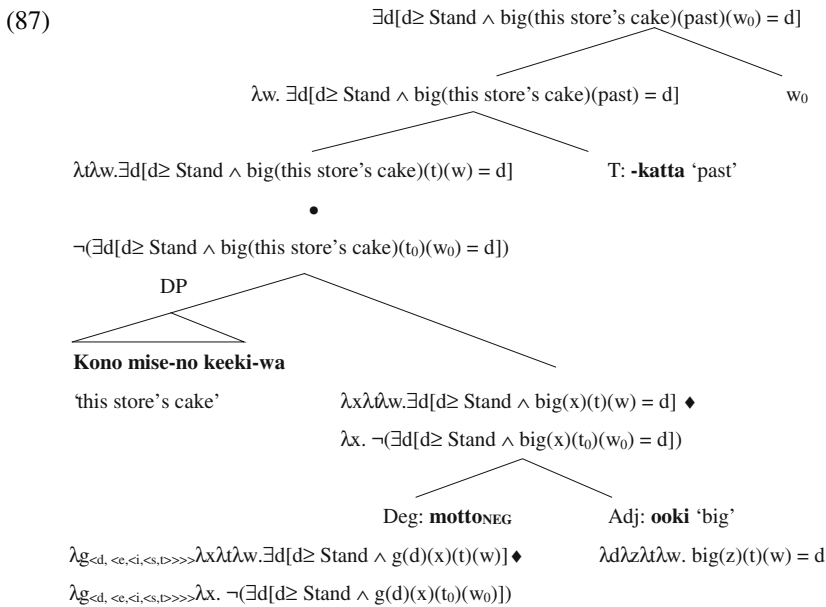 (87)
∃d[d≥ Stand ∧ big(this store's cake)(past)(w₀) = d]
λw. ∃d[d≥ Stand ∧ big(this store's cake)(past) = d] w₀
λtλw.∃d[d≥ Stand ∧ big(this store's cake)(t)(w) = d] T: -katta 'past'
•
¬(∃d[d≥ Stand ∧ big(this store's cake)(t₀)(w₀) = d])
DP
Kono mise-no keeki-wa
'this store's cake' λxλtλw.∃d[d≥ Stand ∧ big(x)(t)(w) = d] ♦
λx. ¬(∃d[d≥ Stand ∧ big(x)(t₀)(w₀) = d])
Deg: mottoNEG Adj: ooki 'big'
λg<d, <e,<i,<s,t>>>>λxλtλw.∃d[d≥ Stand ∧ g(d)(x)(t)(w)] ♦ λdλzλtλw. big(z)(t)(w) = d
λg<d, <e,<i,<s,t>>>>λx. ¬(∃d[d≥ Stand ∧ g(d)(x)(t₀)(w₀)])